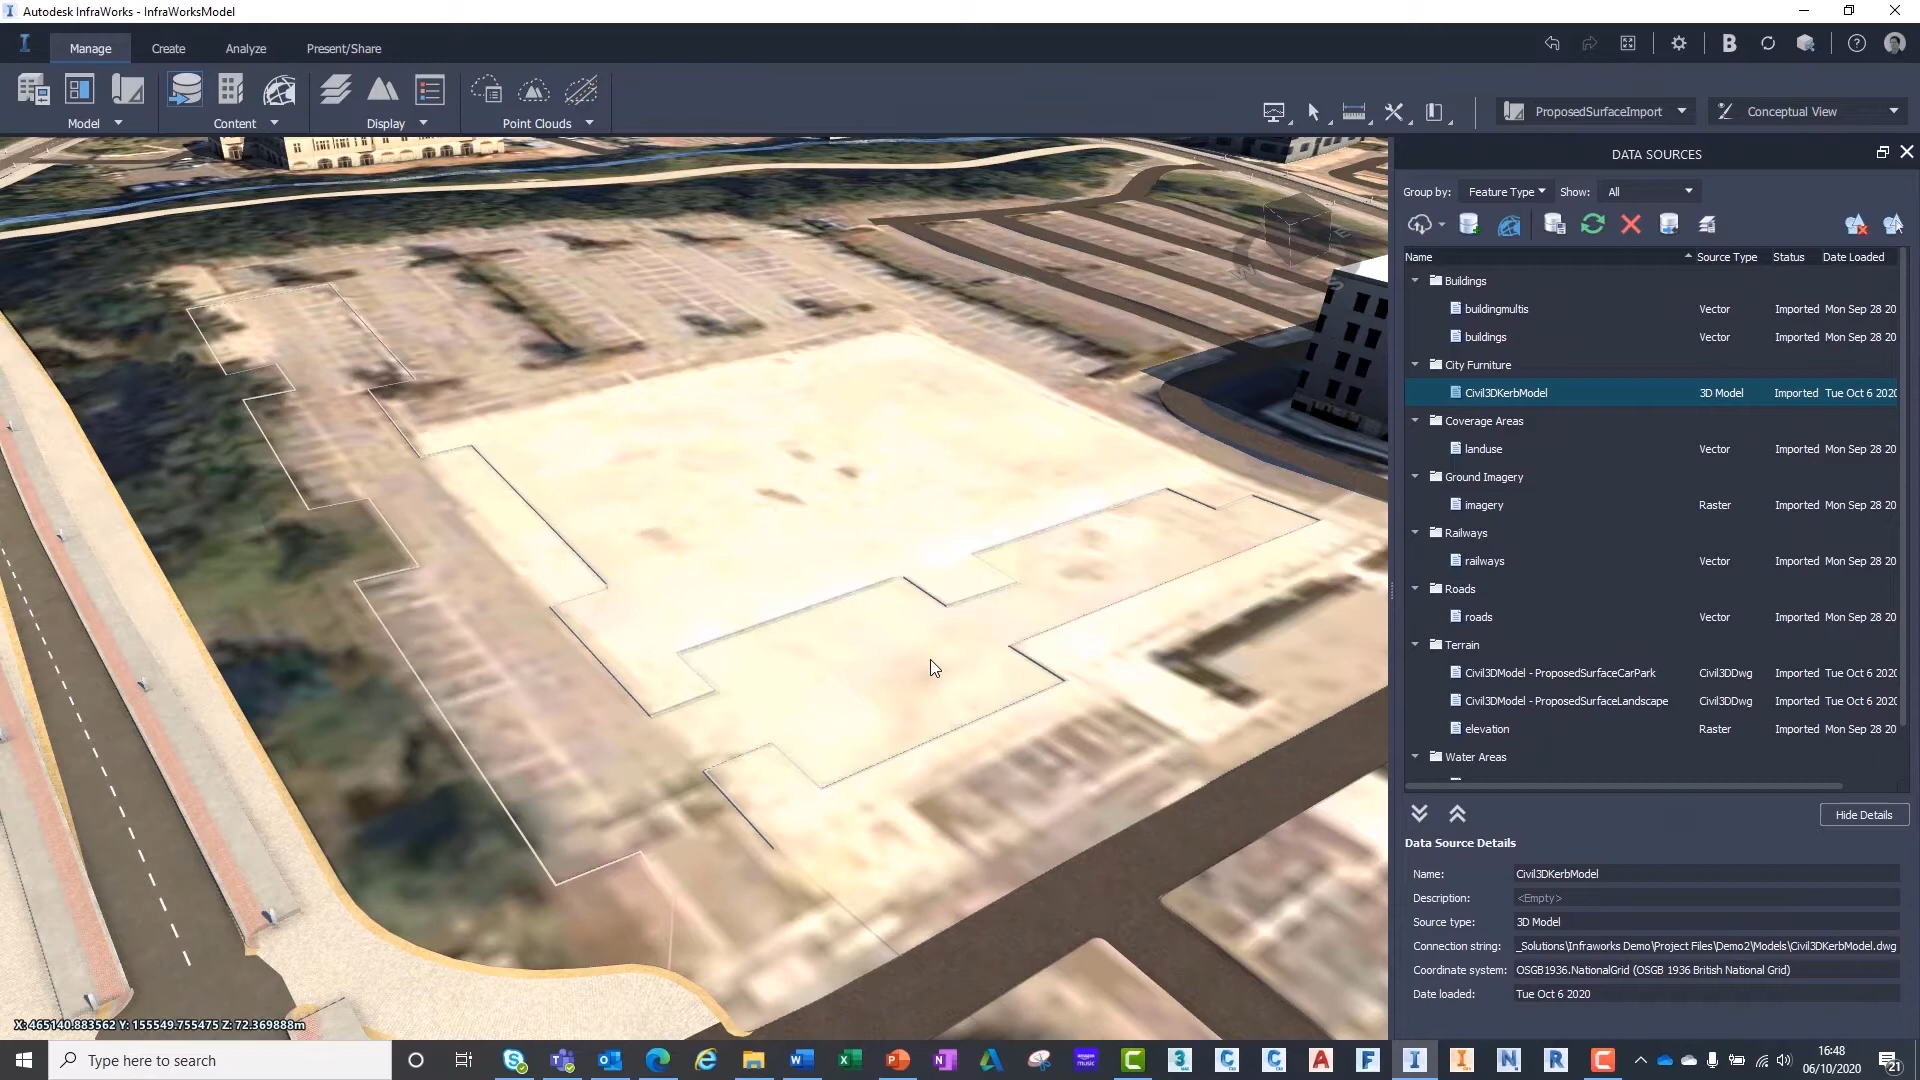 Autodesk InfraWorks - InfraWorksModel
Manage Create Analyze Present/Share
Model Content Display Point Clouds
ProposedSurfaceImport Conceptual View
DATA SOURCES
Group by: Feature Type Show: All
Name Source Type Status Date Loaded
Buildings
buildingmultis Vector Imported Mon Sep 28 20
buildings Vector Imported Mon Sep 28 20
City Furniture
Civil3DKerbModel 3D Model Imported Tue Oct 6 2020
Coverage Areas
landuse Vector Imported Mon Sep 28 20
Ground Imagery
imagery Raster Imported Mon Sep 28 20
Railways
railways Vector Imported Mon Sep 28 20
Roads
roads Vector Imported Mon Sep 28 20
Terrain
Civil3DModel - ProposedSurfaceCarPark Civil3DDwg Imported Tue Oct 6 2020
Civil3DModel - ProposedSurfaceLandscape Civil3DDwg Imported Tue Oct 6 2020
elevation Raster Imported Mon Sep 28 20
Water Areas
Hide Details
Data Source Details
Name: Civil3DKerbModel
Description: <Empty>
Source type: 3D Model
Connection string: _Solutions\Infraworks Demo\Project Files\Demo2\Models\Civil3DKerbModel.dwg
Coordinate system: OSGB1936.NationalGrid (OSGB 1936 British National Grid)
Date loaded: Tue Oct 6 2020
X: 465140.883562 Y: 155549.755475 Z: 72.369888m
Type here to search
16:48
06/10/2020
21